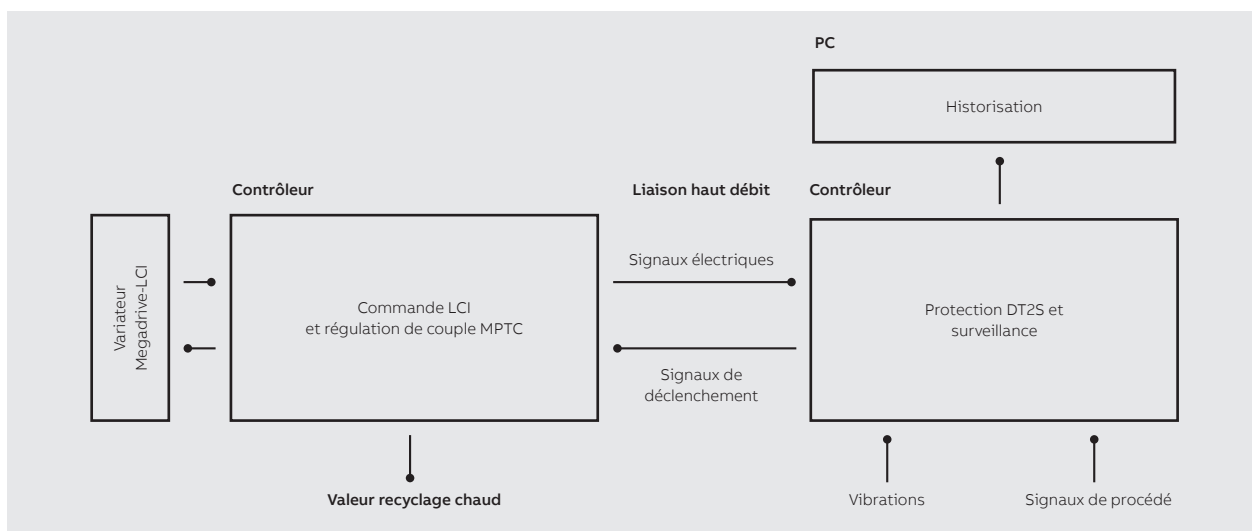 PC
Historisation
Contrôleur
Liaison haut débit
Contrôleur
Variateur
Megadrive-LCI
Commande LCI
et régulation de couple MPTC
Signaux électriques
Signaux de
déclenchement
Protection DT2S et
surveillance
Valeur recyclage chaud
Vibrations
Signaux de procédé